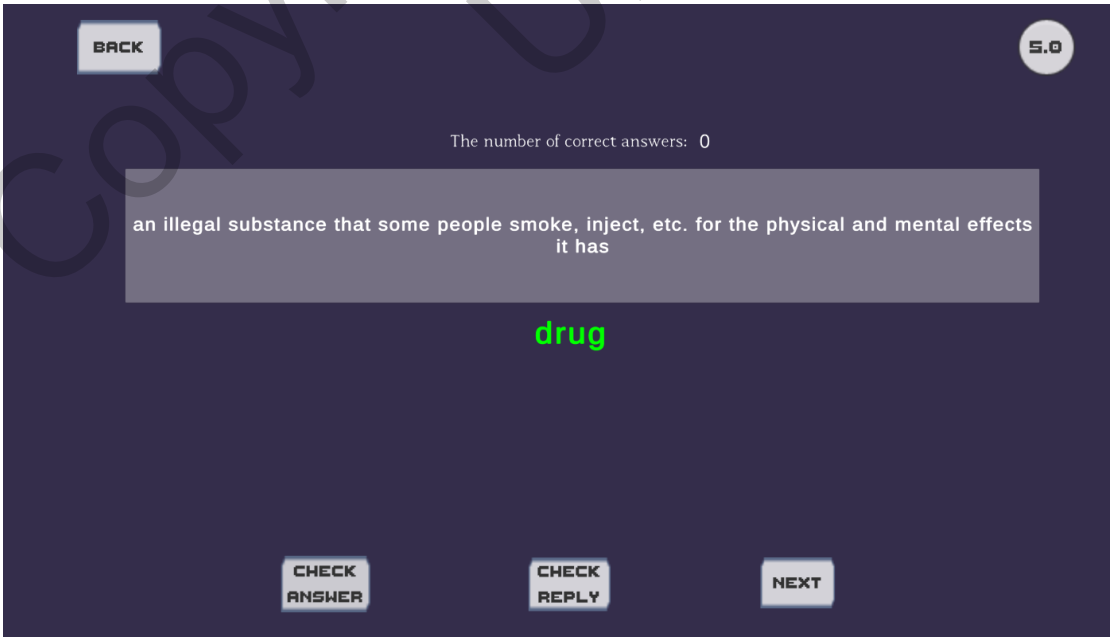 BACK
5.0
The number of correct answers: 0
an illegal substance that some people smoke, inject, etc. for the physical and mental effects
it has
drug
CHECK
ANSWER
CHECK
REPLY
NEXT